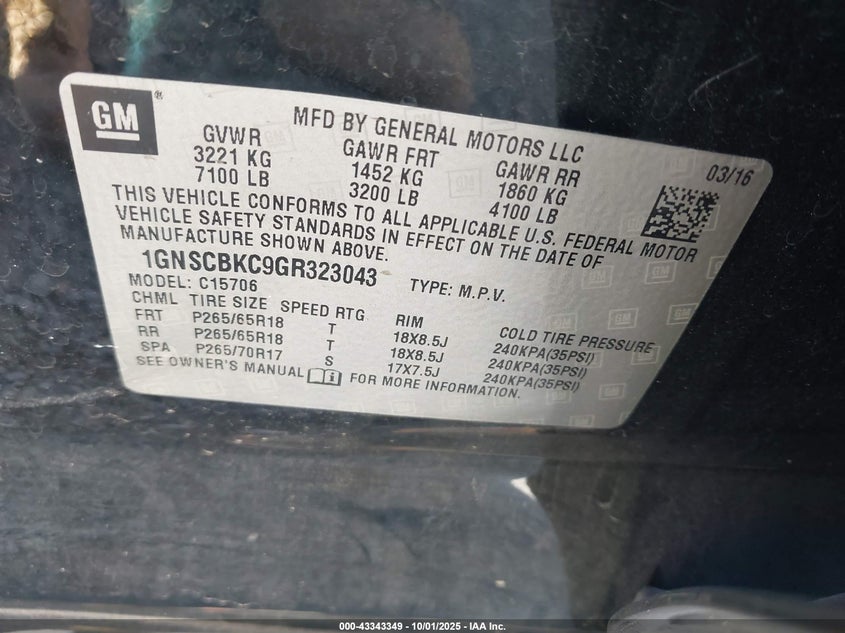 GM
MFD BY GENERAL MOTORS LLC
03/16
GVWR GAWR FRT GAWR RR
3221 KG 1452 KG 1860 KG
7100 LB 3200 LB 4100 LB
THIS VEHICLE CONFORMS TO ALL APPLICABLE U.S. FEDERAL MOTOR
VEHICLE SAFETY STANDARDS IN EFFECT ON THE DATE OF
MANUFACTURE SHOWN ABOVE.
1GNSCBKC9GR323043
TYPE: M.P.V.
MODEL: C15706
CHML TIRE SIZE SPEED RTG RIM COLD TIRE PRESSURE
FRT P265/65R18 T 18X8.5J 240KPA(35PSI)
RR P265/65R18 T 18X8.5J 240KPA(35PSI)
SPA P265/70R17 S 17X7.5J 240KPA(35PSI)
SEE OWNER'S MANUAL FOR MORE INFORMATION.
000-43343349 - 10/01/2025 - IAA Inc.